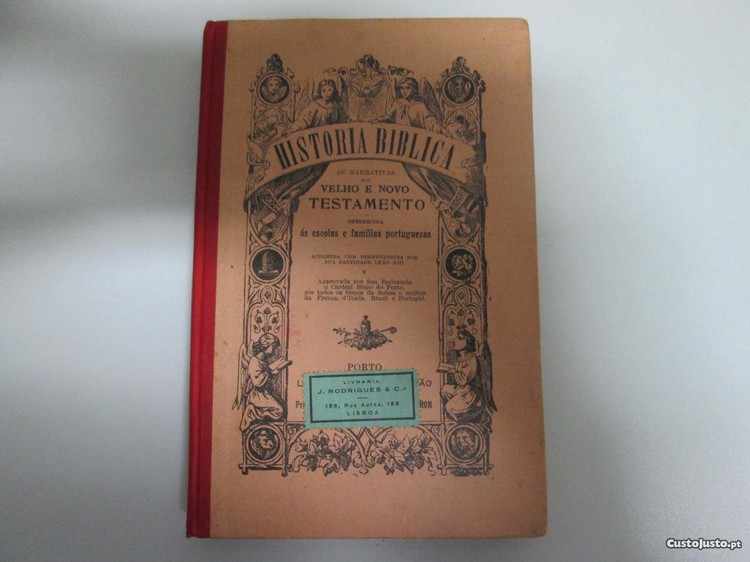 HISTORIA BIBLICA
OU NARRATIVAS
DO
VELHO E NOVO
TESTAMENTO
OFFERECIDA
ás escolas e familias portuguezas
ACOLHIDA COM BENEVOLENCIA POR
SUA SANTIDADE LEÃO XIII
E
Approvada por Sua Eminencia
o Cardeal Bispo do Porto,
por todos os bispos da Suissa e muitos
da França, d'Italia, Brasil e Portugal.
PORTO
LIVRARIA
J. RODRIGUES & C.ª
186, Rua Aurea, 188
LISBOA
CustoJusto.pt